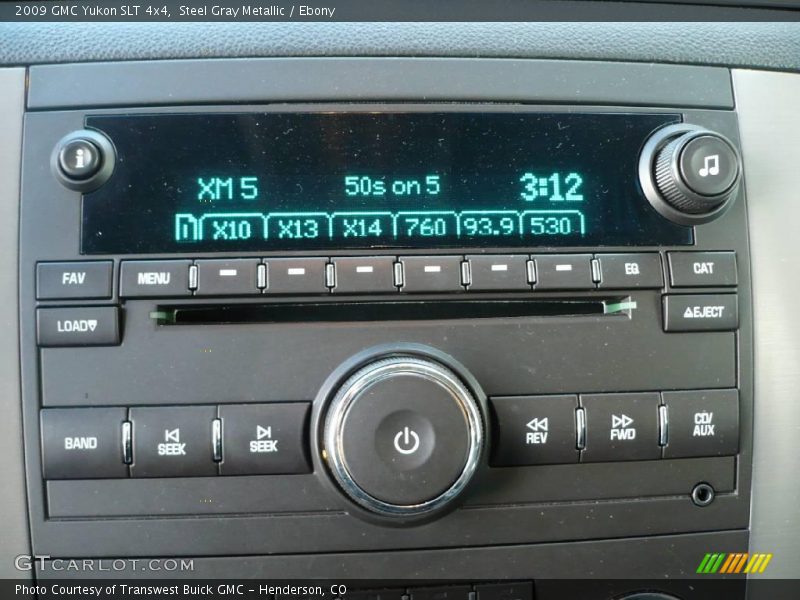 2009 GMC Yukon SLT 4x4, Steel Gray Metallic / Ebony
i
XM 5 50s on 5 3:12
X10 X13 X14 760 93.9 530
FAV MENU EQ CAT
LOAD EJECT
BAND SEEK SEEK REV FWD CD/AUX
GTCARLOT.COM
Photo Courtesy of Transwest Buick GMC - Henderson, CO